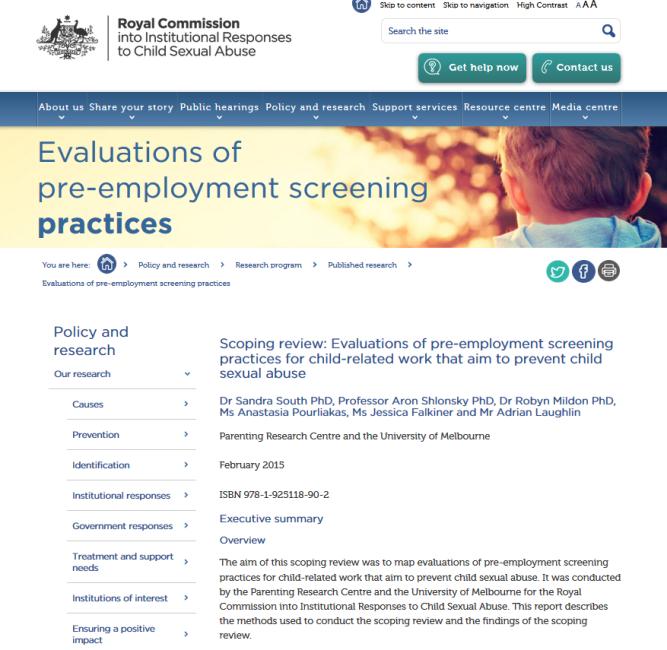 Skip to content Skip to navigation High Contrast A A A
Royal Commission
into Institutional Responses
to Child Sexual Abuse
Search the site
Get help now
Contact us
About us Share your story Public hearings Policy and research Support services Resource centre Media centre
Evaluations of
pre-employment screening
practices
You are here: > Policy and research > Research program > Published research >
Evaluations of pre-employment screening practices
Policy and
research
Our research
Causes
Prevention
Identification
Institutional responses
Government responses
Treatment and support
needs
Institutions of interest
Ensuring a positive
impact
Scoping review: Evaluations of pre-employment screening
practices for child-related work that aim to prevent child
sexual abuse
Dr Sandra South PhD, Professor Aron Shlonsky PhD, Dr Robyn Mildon PhD,
Ms Anastasia Pourliakas, Ms Jessica Falkiner and Mr Adrian Laughlin
Parenting Research Centre and the University of Melbourne
February 2015
ISBN 978-1-925118-90-2
Executive summary
Overview
The aim of this scoping review was to map evaluations of pre-employment screening
practices for child-related work that aim to prevent child sexual abuse. It was conducted
by the Parenting Research Centre and the University of Melbourne for the Royal
Commission into Institutional Responses to Child Sexual Abuse. This report describes
the methods used to conduct the scoping review and the findings of the scoping
review.